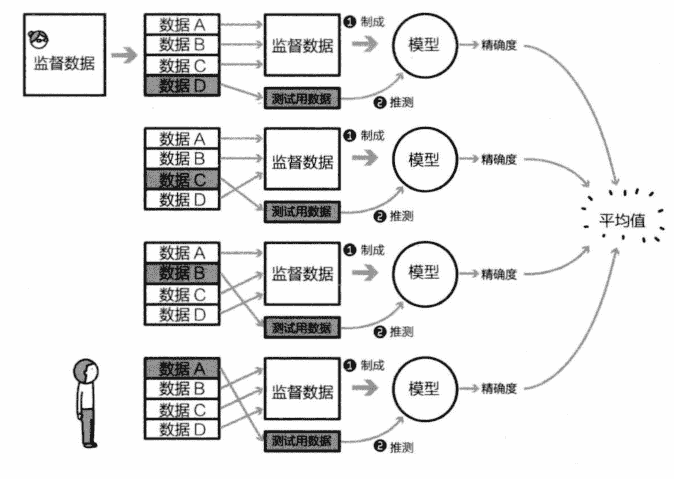 监督数据
数据 A
数据 B
数据 C
数据 D
监督数据
测试用数据
❶ 制成
❷ 推测
模型
精确度
数据 A
数据 B
数据 C
数据 D
监督数据
测试用数据
❶ 制成
❷ 推测
模型
精确度
平均值
数据 A
数据 B
数据 C
数据 D
监督数据
测试用数据
❶ 制成
❷ 推测
模型
精确度
数据 A
数据 B
数据 C
数据 D
监督数据
测试用数据
❶ 制成
❷ 推测
模型
精确度